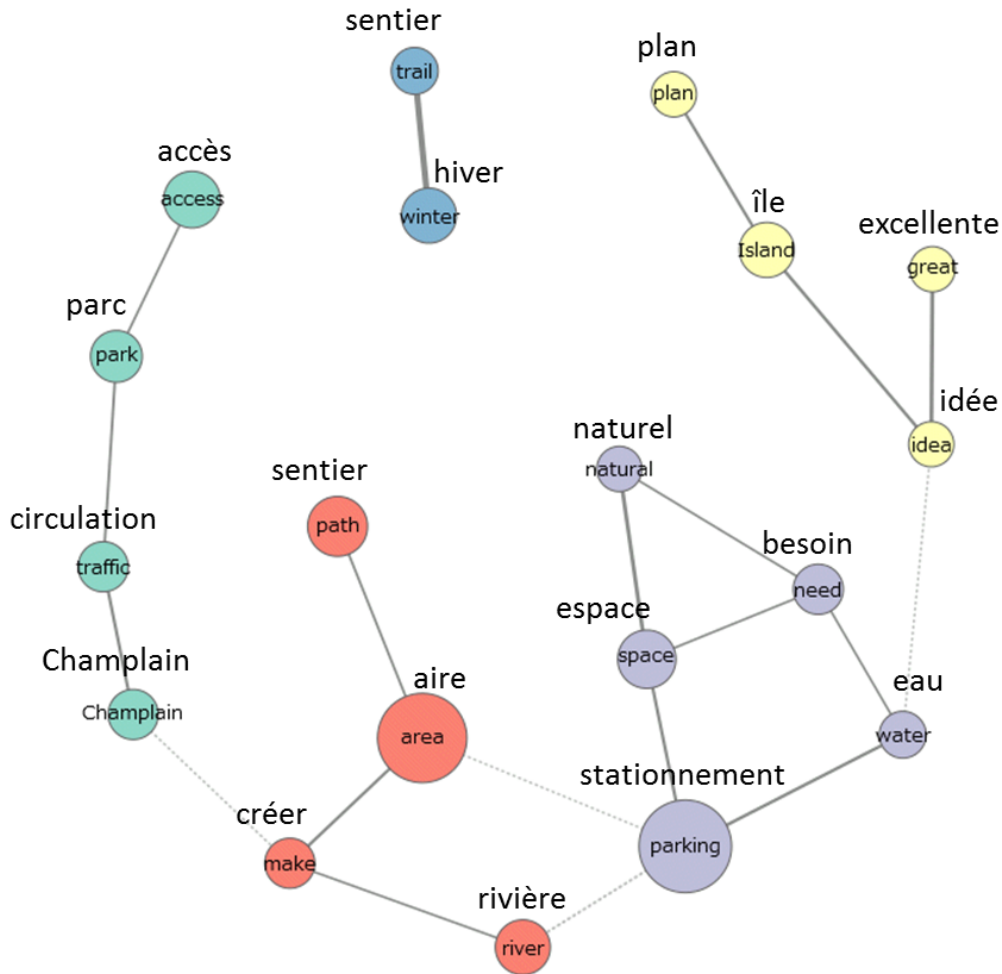 sentier
trail
hiver
winter
plan
plan
île
Island
excellente
great
idée
idea
accès
access
parc
park
circulation
traffic
Champlain
Champlain
sentier
path
aire
area
créer
make
rivière
river
naturel
natural
besoin
need
espace
space
eau
water
stationnement
parking